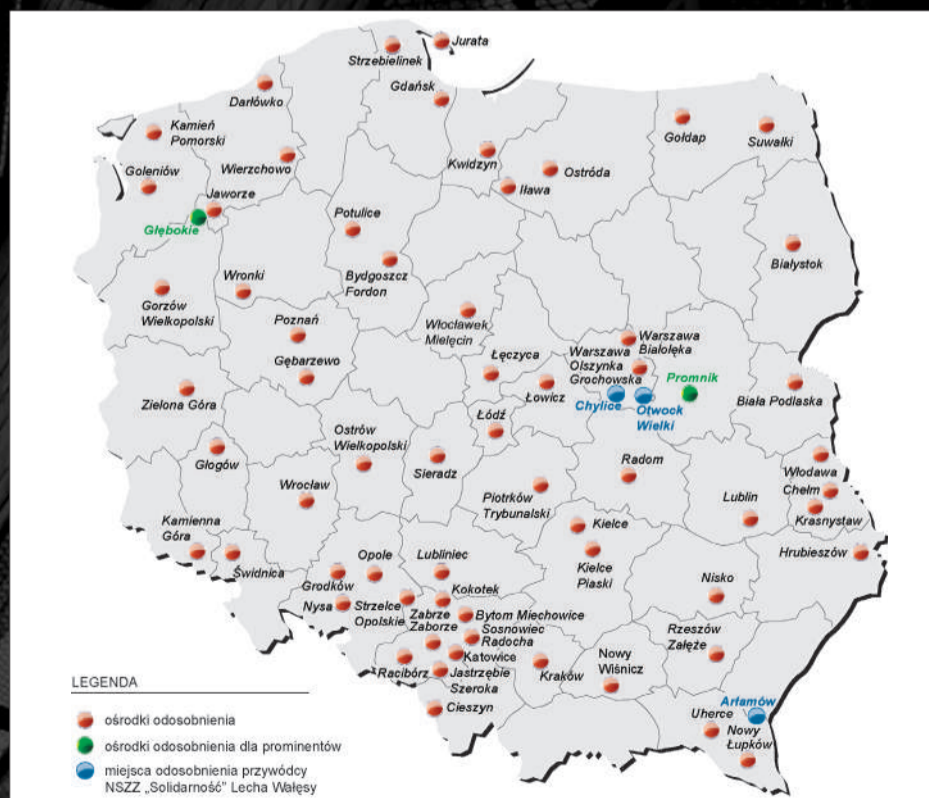 Jurata
Strzebielinek
Gdańsk
Darłówko
Gołdap
Suwałki
Kamień
Pomorski
Kwidzyn
Ostróda
Wierzchowo
Goleniów
Iława
Jaworze
Potulice
Głębokie
Białystok
Bydgoszcz
Fordon
Wronki
Gorzów
Wielkopolski
Włocławek
Mielęcin
Poznań
Warszawa
Białołęka
Warszawa
Olszynka
Grochowska
Łęczyca
Gębarzewo
Promnik
Zielona Góra
Łowicz
Biała Podlaska
Chylice
Otwock
Wielki
Łódź
Ostrów
Wielkopolski
Głogów
Sieradz
Radom
Włodawa
Wrocław
Piotrków
Trybunalski
Lublin
Chełm
Krasnystaw
Kamienna
Góra
Kielce
Hrubieszów
Świdnica
Opole
Lubliniec
Kielce
Piaski
Grodków
Kokotek
Nisko
Nysa
Strzelce
Opolskie
Zabrze
Zaborze
Bytom Miechowice
Sosnowiec
Radocha
Rzeszów
Załęże
Katowice
Racibórz
Jastrzębie
Szeroka
Kraków
Nowy
Wiśnicz
Cieszyn
Arłamów
Uherce
Nowy
Łupków
LEGENDA
ośrodki odosobnienia
ośrodki odosobnienia dla prominentów
miejsca odosobnienia przywódcy
NSZZ „Solidarność” Lecha Wałęsy